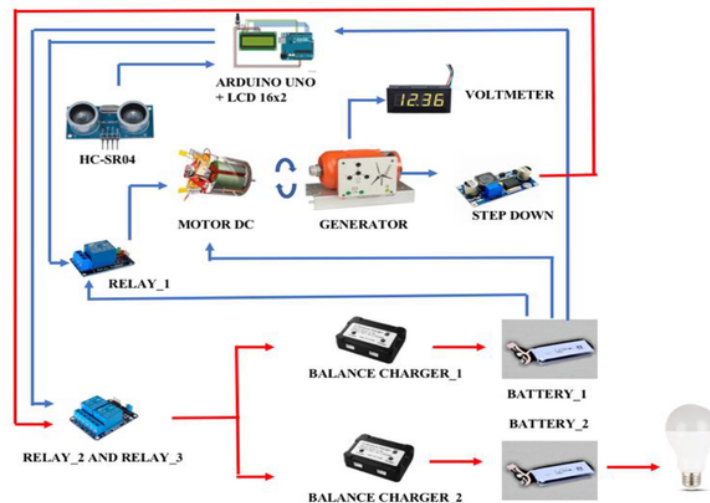 ARDUINO UNO
+ LCD 16x2
12.36
VOLTMETER
HC-SR04
MOTOR DC
GENERATOR
STEP DOWN
RELAY_1
BALANCE CHARGER_1
BATTERY_1
BATTERY_2
RELAY_2 AND RELAY_3
BALANCE CHARGER_2